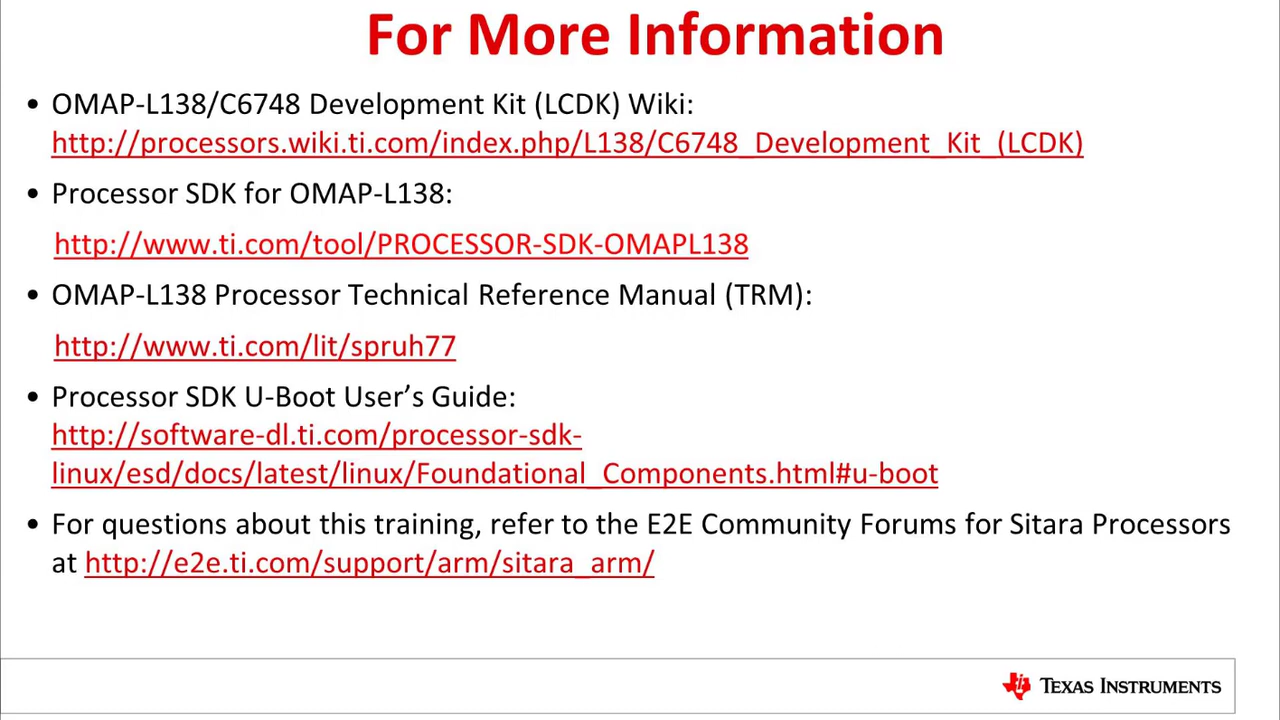 For More Information
• OMAP-L138/C6748 Development Kit (LCDK) Wiki:
http://processors.wiki.ti.com/index.php/L138/C6748_Development_Kit_(LCDK)
• Processor SDK for OMAP-L138:
http://www.ti.com/tool/PROCESSOR-SDK-OMAPL138
• OMAP-L138 Processor Technical Reference Manual (TRM):
http://www.ti.com/lit/spruh77
• Processor SDK U-Boot User’s Guide:
http://software-dl.ti.com/processor-sdk-
linux/esd/docs/latest/linux/Foundational_Components.html#u-boot
• For questions about this training, refer to the E2E Community Forums for Sitara Processors
at http://e2e.ti.com/support/arm/sitara_arm/
TEXAS INSTRUMENTS